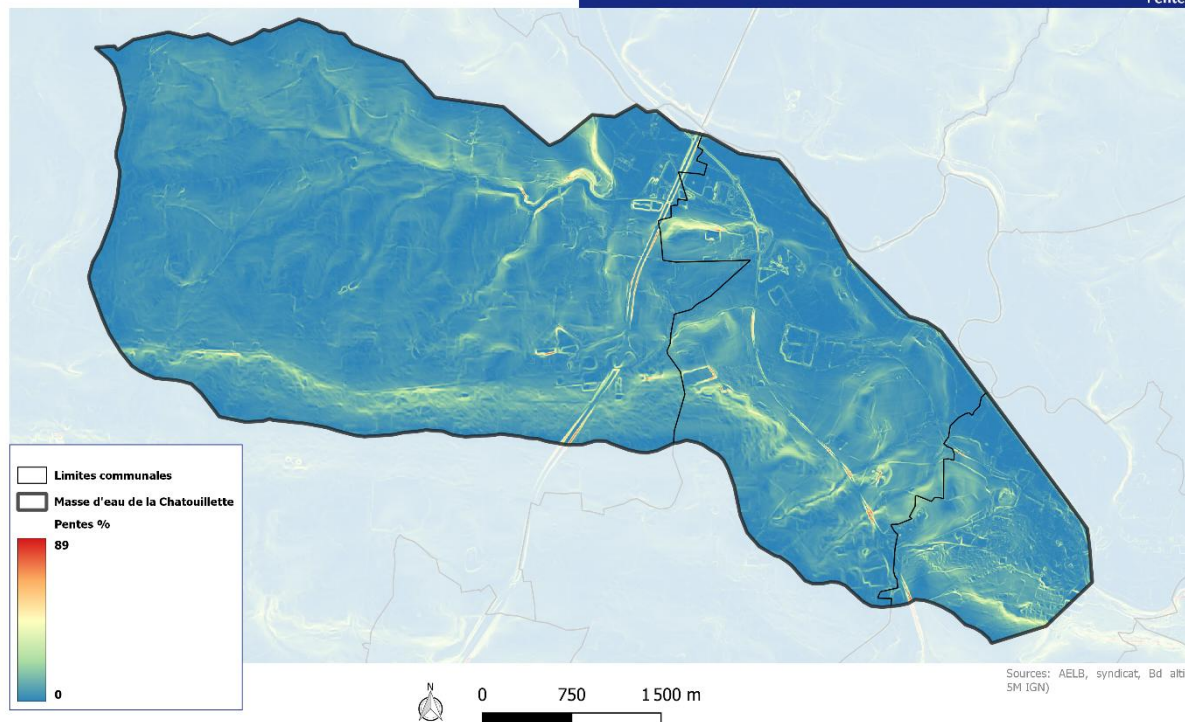 Limites communales
Masse d'eau de la Chatouillette
Pentes %
89
0
N
0 750 1 500 m
Sources: AELB, syndicat, Bd alti
5M IGN)